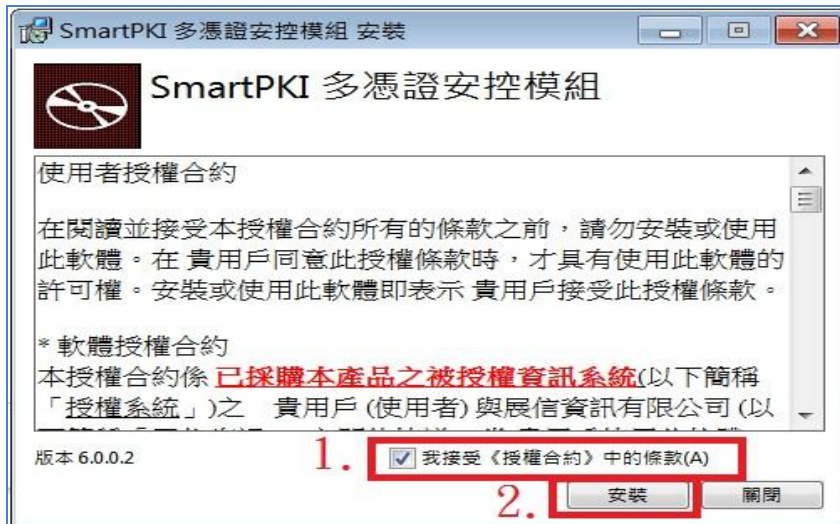 SmartPKI 多憑證安控模組 安裝
SmartPKI 多憑證安控模組
使用者授權合約
在閱讀並接受本授權合約所有的條款之前，請勿安裝或使用
此軟體。在 貴用戶同意此授權條款時，才具有使用此軟體的
許可權。安裝或使用此軟體即表示 貴用戶接受此授權條款。
* 軟體授權合約
本授權合約係 已採購本產品之被授權資訊系統(以下簡稱
「授權系統」)之　貴用戶 (使用者) 與展信資訊有限公司 (以
版本 6.0.0.2
1.
我接受《授權合約》中的條款(A)
2.
安裝
關閉